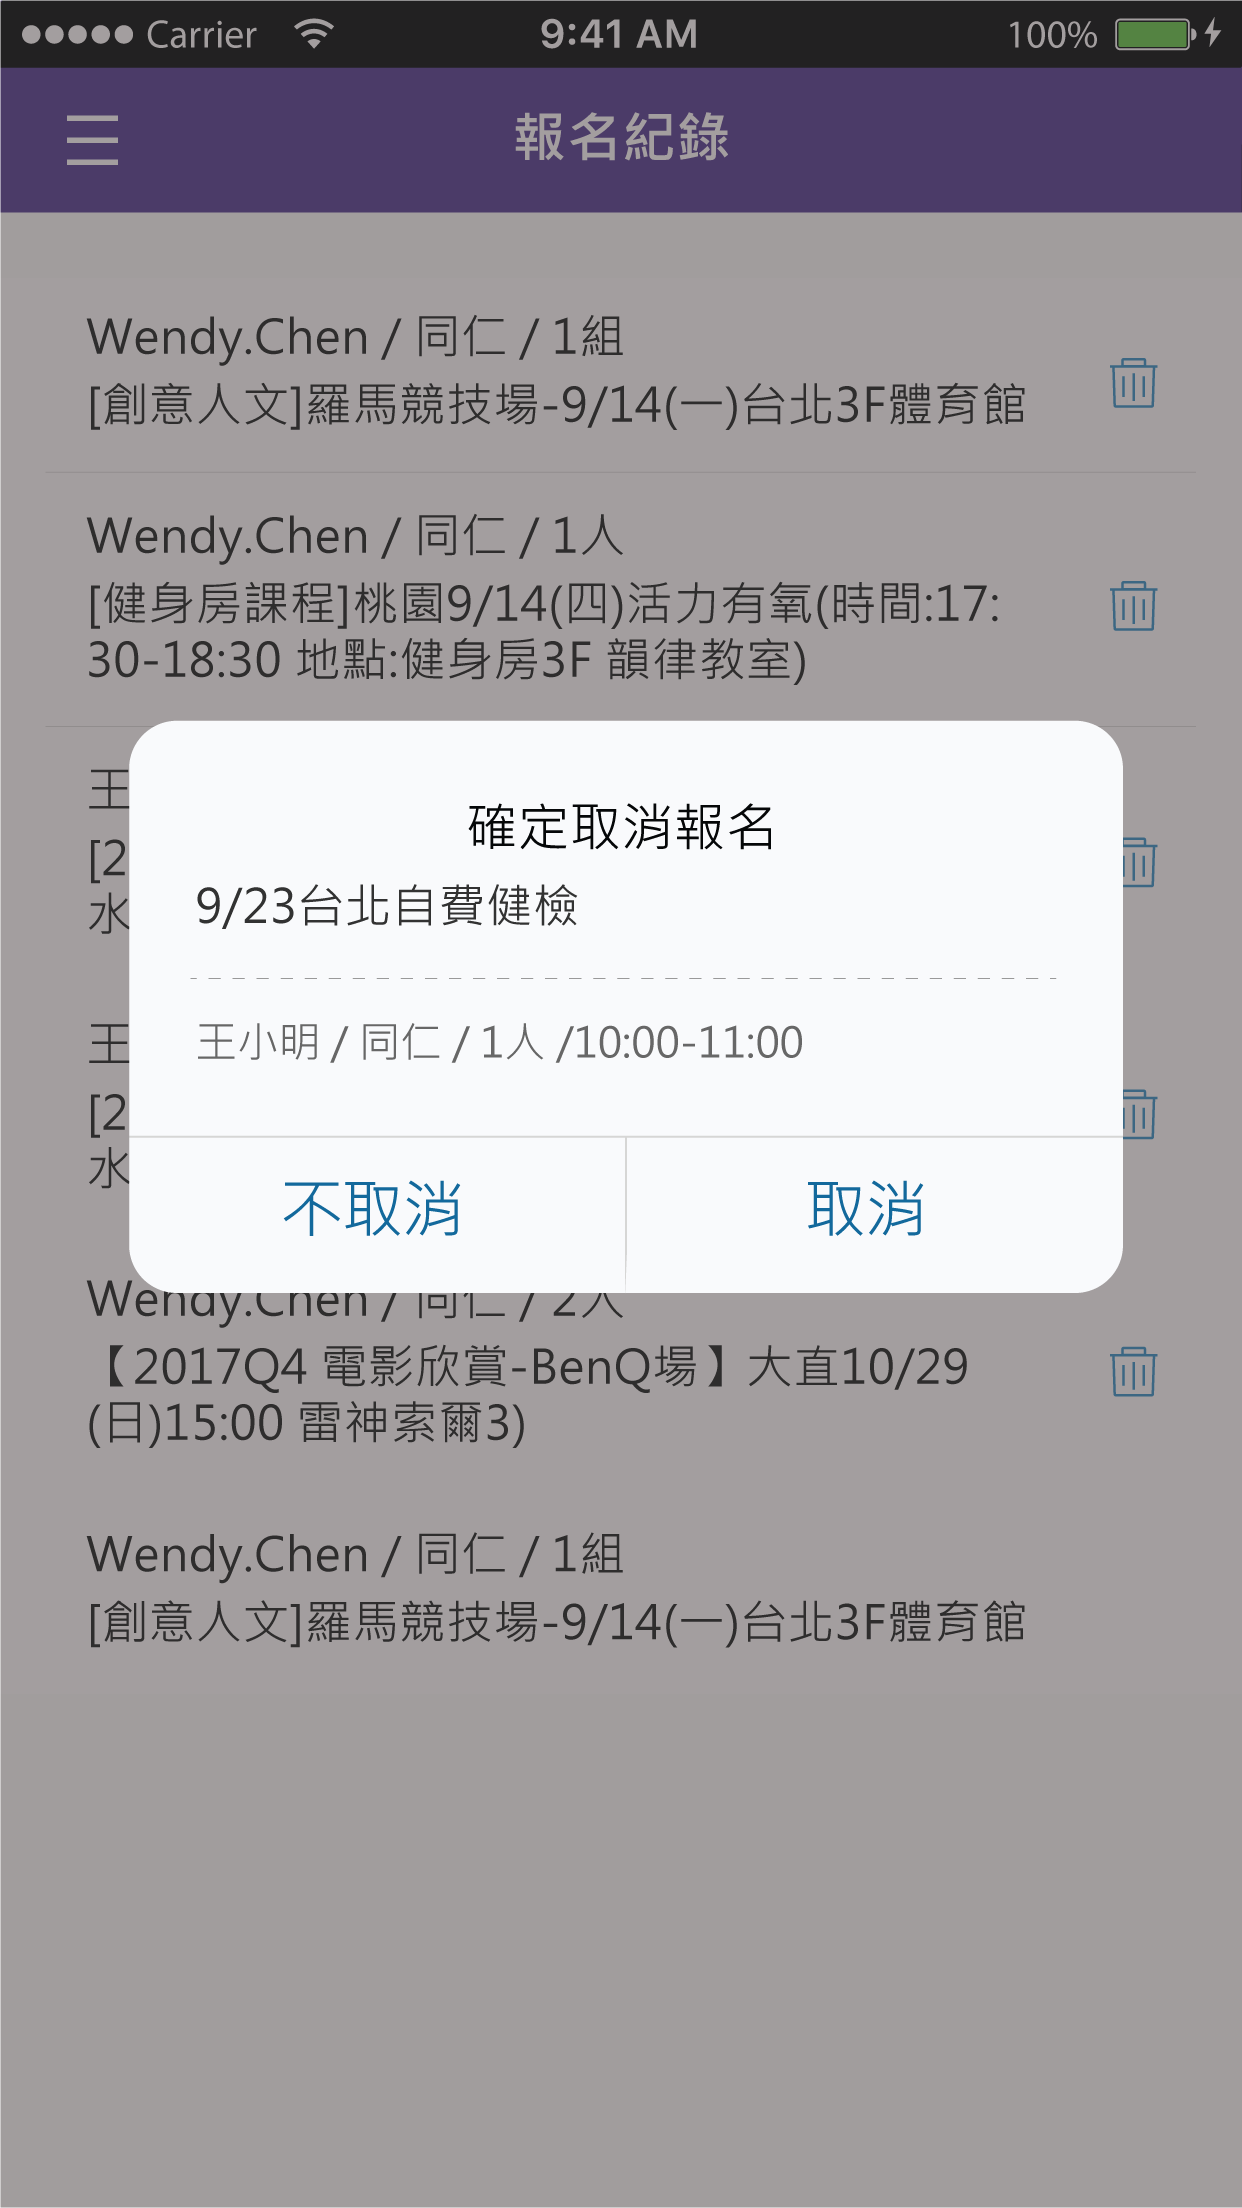 Carrier 9:41 AM 100%
報名紀錄
Wendy.Chen / 同仁 / 1組
[創意人文]羅馬競技場-9/14(一)台北3F體育館
Wendy.Chen / 同仁 / 1人
[健身房課程]桃園9/14(四)活力有氧(時間:17:
30-18:30 地點:健身房3F 韻律教室)
王
[2
水
確定取消報名
9/23台北自費健檢
王小明 / 同仁 / 1人 /10:00-11:00
不取消
取消
王
[2
水
Wendy.Chen / 同仁 / 2人
【2017Q4 電影欣賞-BenQ場】大直10/29
(日)15:00 雷神索爾3)
Wendy.Chen / 同仁 / 1組
[創意人文]羅馬競技場-9/14(一)台北3F體育館